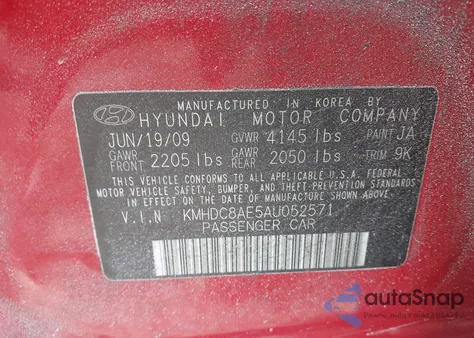 MANUFACTURED IN KOREA BY
HYUNDAI MOTOR COMPANY
JUN/19/09 GVWR 4145 lbs PAINT JA
GAWR FRONT 2205 lbs GAWR REAR 2050 lbs TRIM 9K
THIS VEHICLE CONFORMS TO ALL APPLICABLE U.S.A. FEDERAL
MOTOR VEHICLE SAFETY, BUMPER, AND THEFT PREVENTION STANDARDS
IN EFFECT ON THE DATE OF MANUFACTURE SHOWN ABOVE.
V.I.N KMHDC8AE5AU052571
PASSENGER CAR
autoSnap